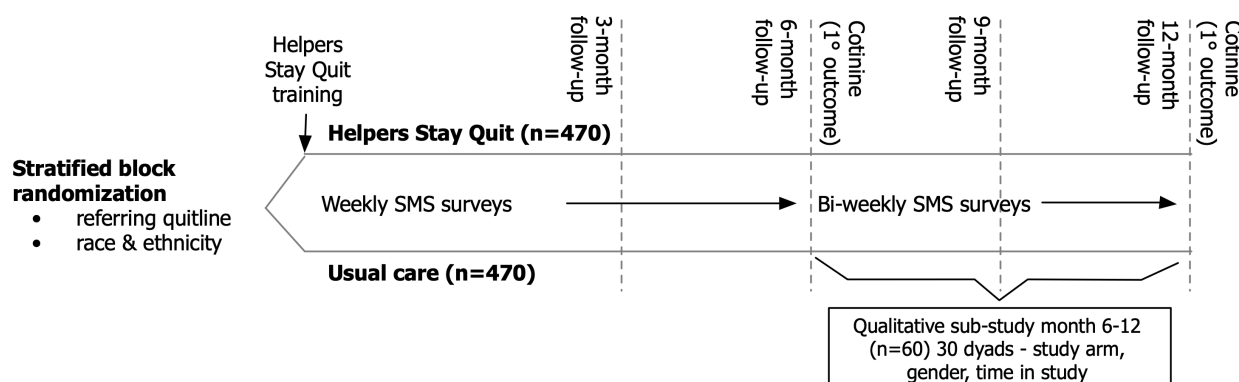 Helpers
Stay Quit
training
3-month
follow-up
6-month
follow-up
Cotinine
(1° outcome)
9-month
follow-up
12-month
follow-up
Cotinine
(1° outcome)
Helpers Stay Quit (n=470)
Stratified block
randomization
• referring quitline
• race & ethnicity
Weekly SMS surveys
Bi-weekly SMS surveys
Usual care (n=470)
Qualitative sub-study month 6-12
(n=60) 30 dyads - study arm,
gender, time in study